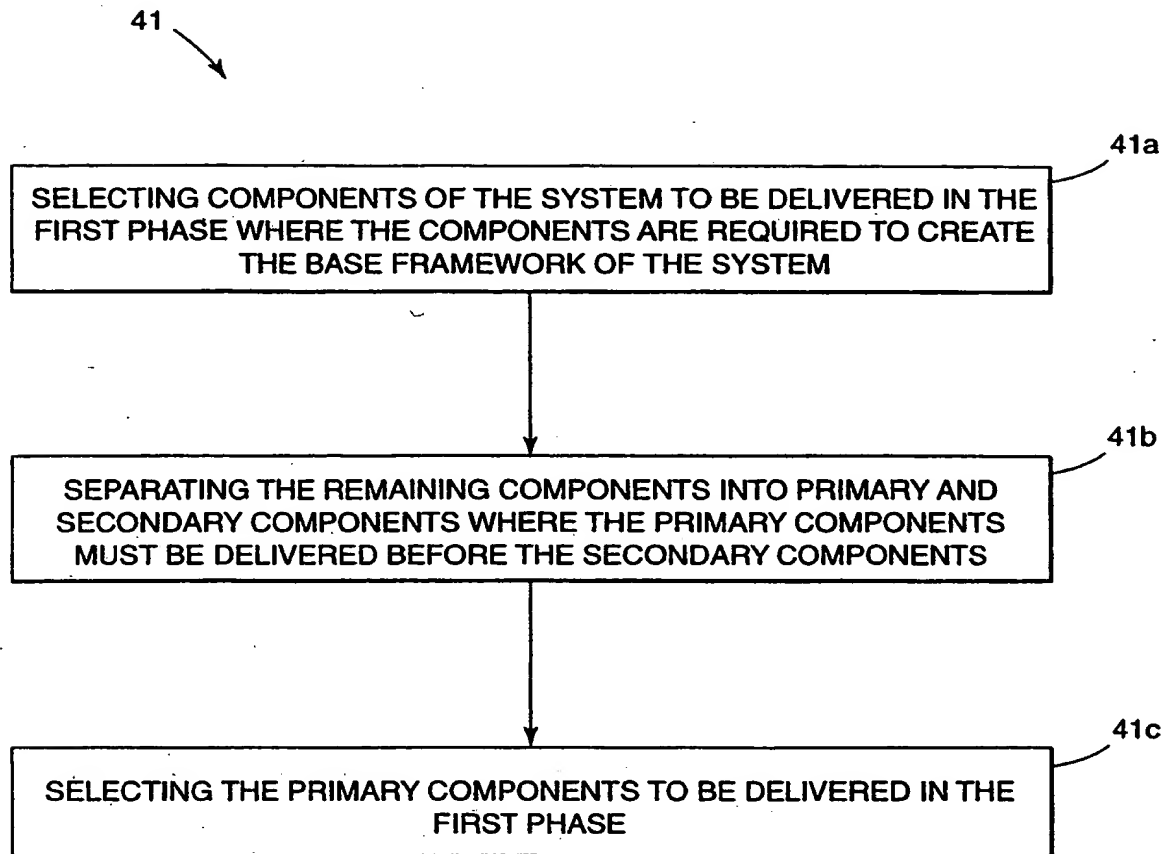 41
41a
SELECTING COMPONENTS OF THE SYSTEM TO BE DELIVERED IN THE
FIRST PHASE WHERE THE COMPONENTS ARE REQUIRED TO CREATE
THE BASE FRAMEWORK OF THE SYSTEM
41b
SEPARATING THE REMAINING COMPONENTS INTO PRIMARY AND
SECONDARY COMPONENTS WHERE THE PRIMARY COMPONENTS
MUST BE DELIVERED BEFORE THE SECONDARY COMPONENTS
41c
SELECTING THE PRIMARY COMPONENTS TO BE DELIVERED IN THE
FIRST PHASE